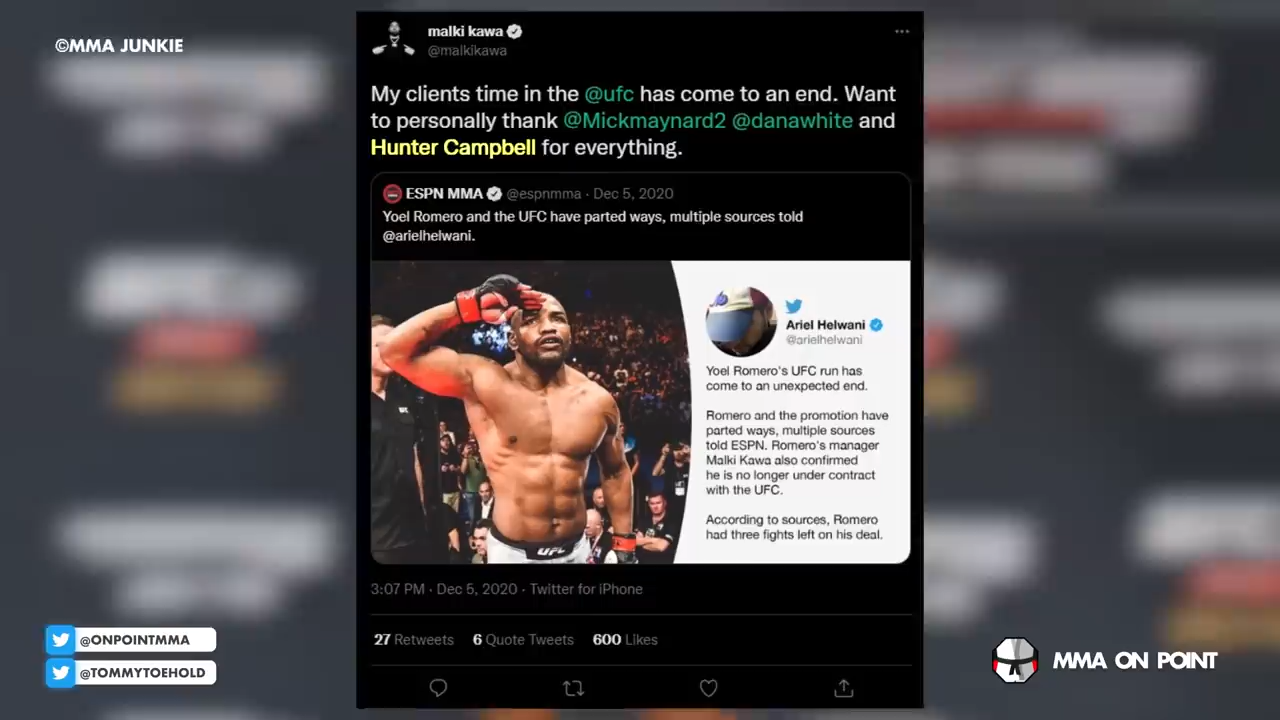 ©MMA JUNKIE
malki kawa
@malkikawa
My clients time in the @ufc has come to an end. Want
to personally thank @Mickmaynard2 @danawhite and
Hunter Campbell for everything.
ESPN MMA @espnmma · Dec 5, 2020
Yoel Romero and the UFC have parted ways, multiple sources told
@arielhelwani.
Ariel Helwani
@arielhelwani
Yoel Romero's UFC run has
come to an unexpected end.
Romero and the promotion have
parted ways, multiple sources
told ESPN. Romero's manager
Malki Kawa also confirmed
he is no longer under contract
with the UFC.
According to sources, Romero
had three fights left on his deal.
UFC
3:07 PM · Dec 5, 2020 · Twitter for iPhone
27 Retweets 6 Quote Tweets 600 Likes
@ONPOINTMMA
@TOMMYTOEHOLD
MMA ON POINT